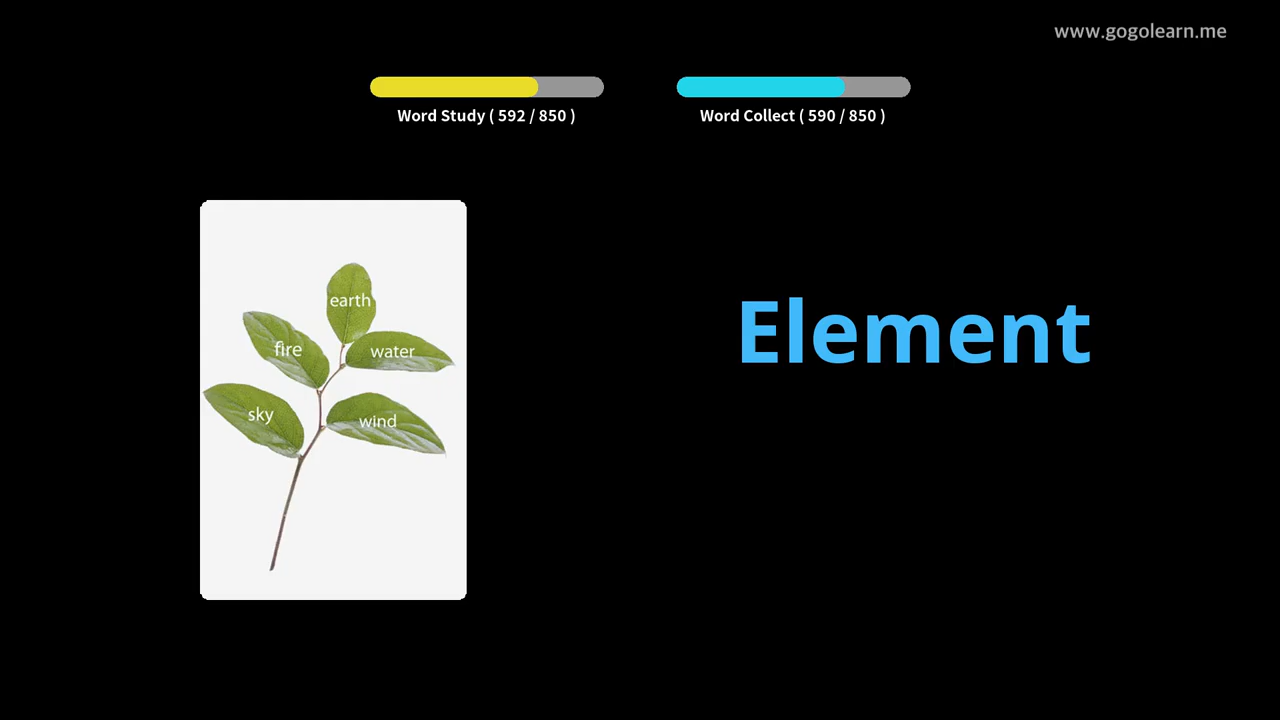 www.gogolearn.me
Word Study ( 592 / 850 )
Word Collect ( 590 / 850 )
earth
fire
water
sky
wind
Element